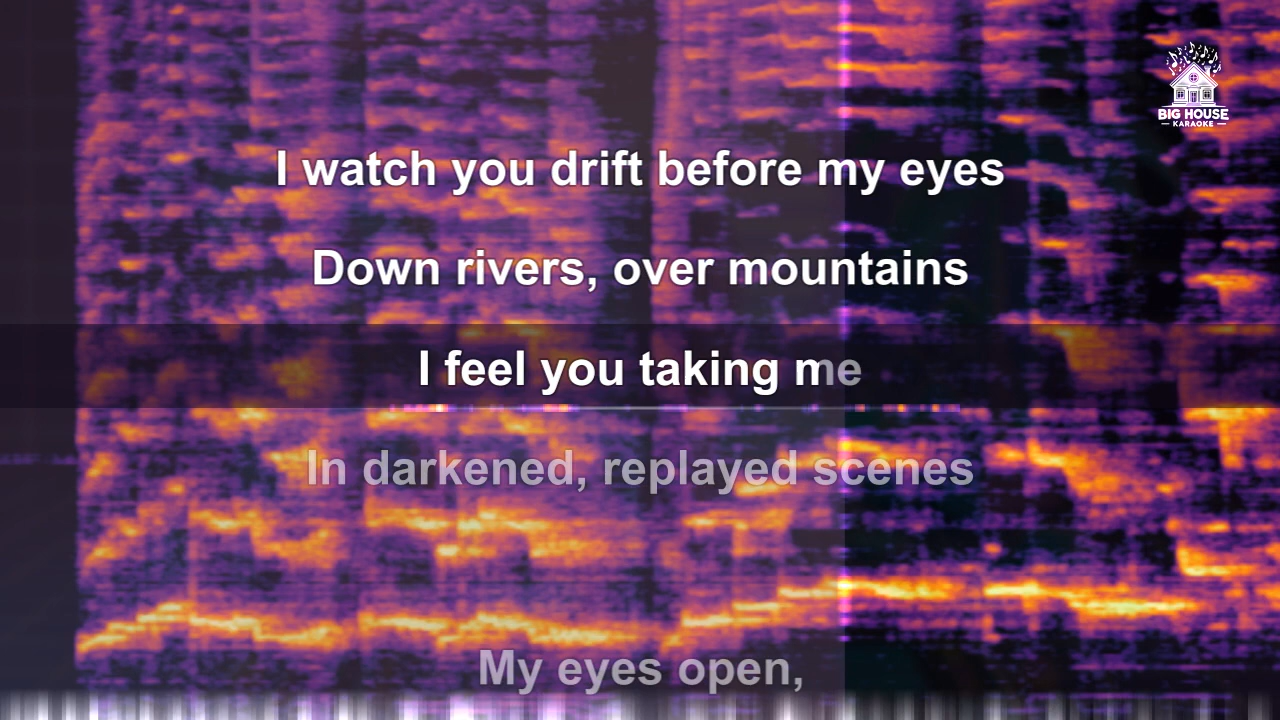 BIG HOUSE
KARAOKE
I watch you drift before my eyes
Down rivers, over mountains
I feel you taking me
In darkened, replayed scenes
My eyes open,